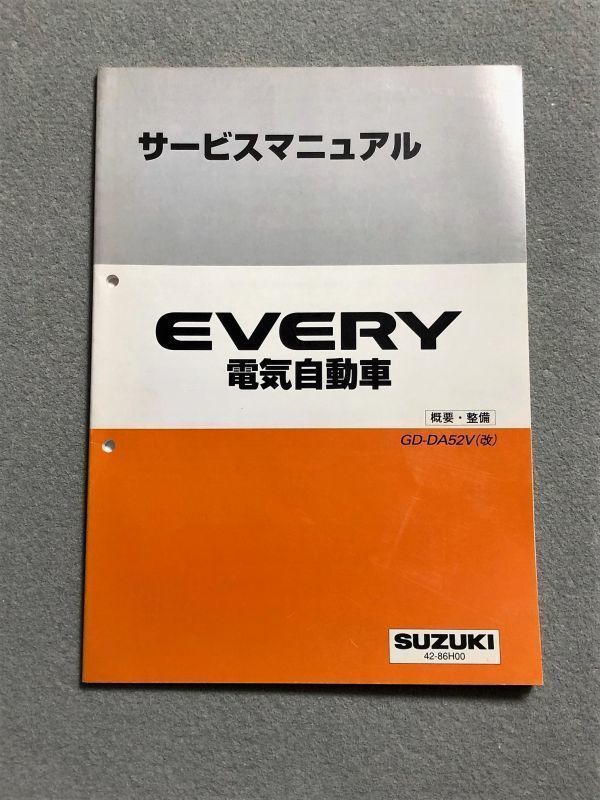 サービスマニュアル
EVERY
電気自動車
概要・整備
GD-DA52V(改)
SUZUKI
42-86H00